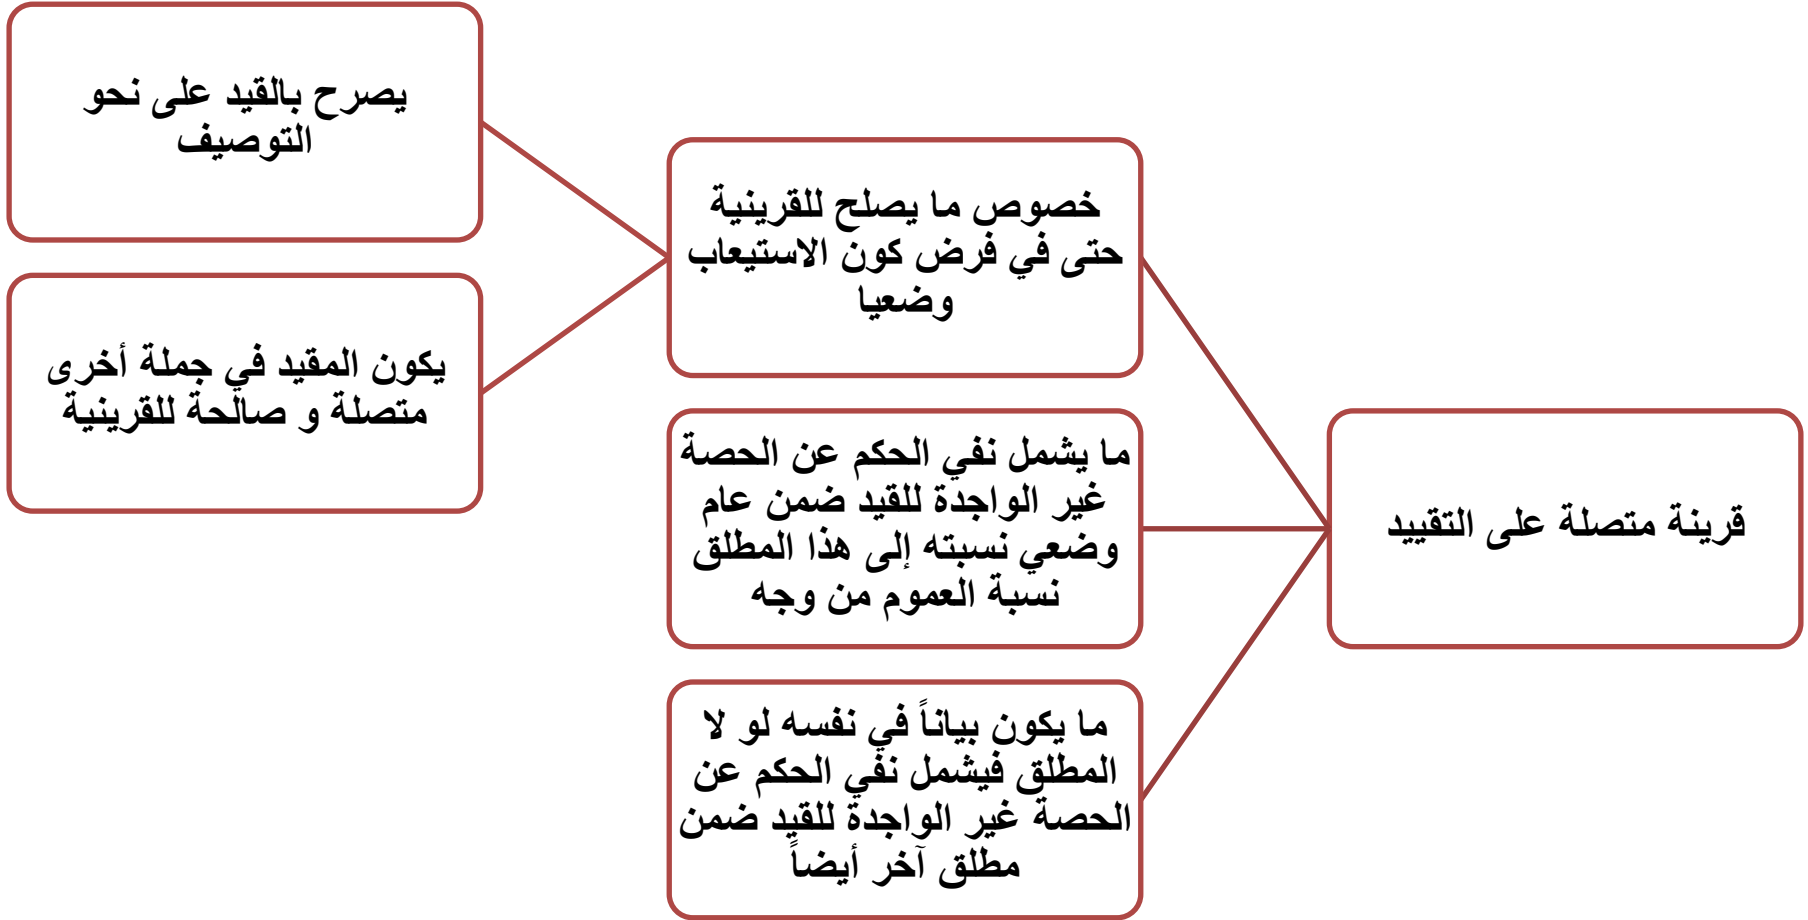 قرينة متصلة على التقييد
خصوص ما يصلح للقرينية
حتى في فرض كون الاستيعاب
وضعيا
يصرح بالقيد على نحو
التوصيف
يكون المقيد في جملة أخرى
متصلة و صالحة للقرينية
ما يشمل نفي الحكم عن الحصة
غير الواجدة للقيد ضمن عام
وضعي نسبته إلى هذا المطلق
نسبة العموم من وجه
ما يكون بياناً في نفسه لو لا
المطلق فيشمل نفي الحكم عن
الحصة غير الواجدة للقيد ضمن
مطلق آخر أيضاً